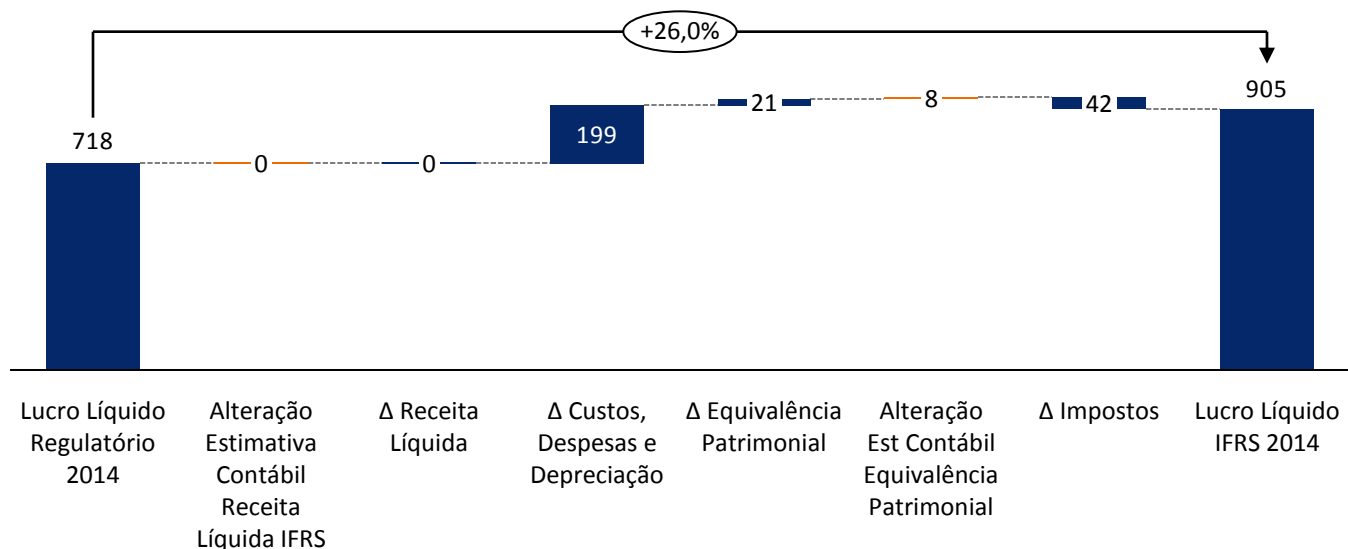 +26,0%
718
0
0
199
21
8
42
905
Lucro Líquido
Regulatório
2014
Alteração
Estimativa
Contábil
Receita
Líquida IFRS
Δ Receita
Líquida
Δ Custos,
Despesas e
Depreciação
Δ Equivalência
Patrimonial
Alteração
Est Contábil
Equivalência
Patrimonial
Δ Impostos
Lucro Líquido
IFRS 2014